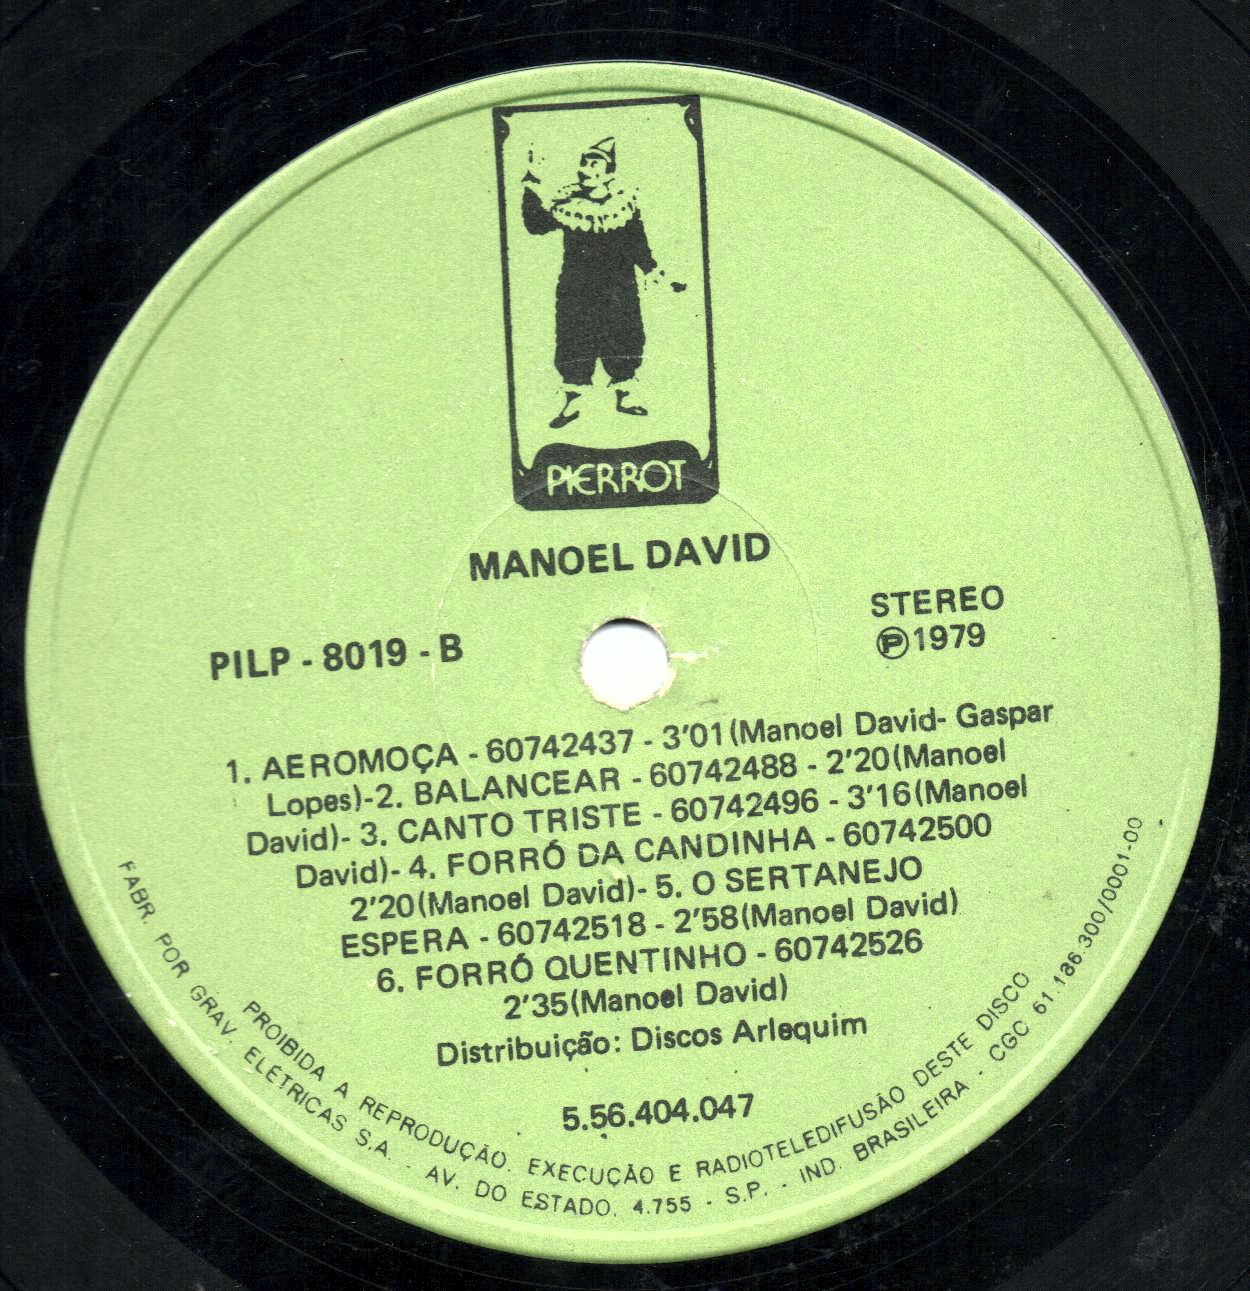 PIERROT
MANOEL DAVID
STEREO
Ⓟ1979
PILP - 8019 - B
1. AEROMOÇA - 60742437 - 3'01(Manoel David- Gaspar
Lopes)-2. BALANCEAR - 60742488 - 2'20(Manoel
David)- 3. CANTO TRISTE - 60742496 - 3'16(Manoel
David)- 4. FORRÓ DA CANDINHA - 60742500
2'20(Manoel David)- 5. O SERTANEJO
ESPERA - 60742518 - 2'58(Manoel David)
6. FORRÓ QUENTINHO - 60742526
2'35(Manoel David)
Distribuição: Discos Arlequim
5.56.404.047
PROIBIDA A REPRODUÇÃO. EXECUÇÃO E RADIOTELEDIFUSÃO DESTE DISCO
FABR. POR GRAV. ELÉTRICAS S.A. - AV. DO ESTADO, 4.755 - S.P. - IND. BRASILEIRA - CGC 61.186.300/0001-00